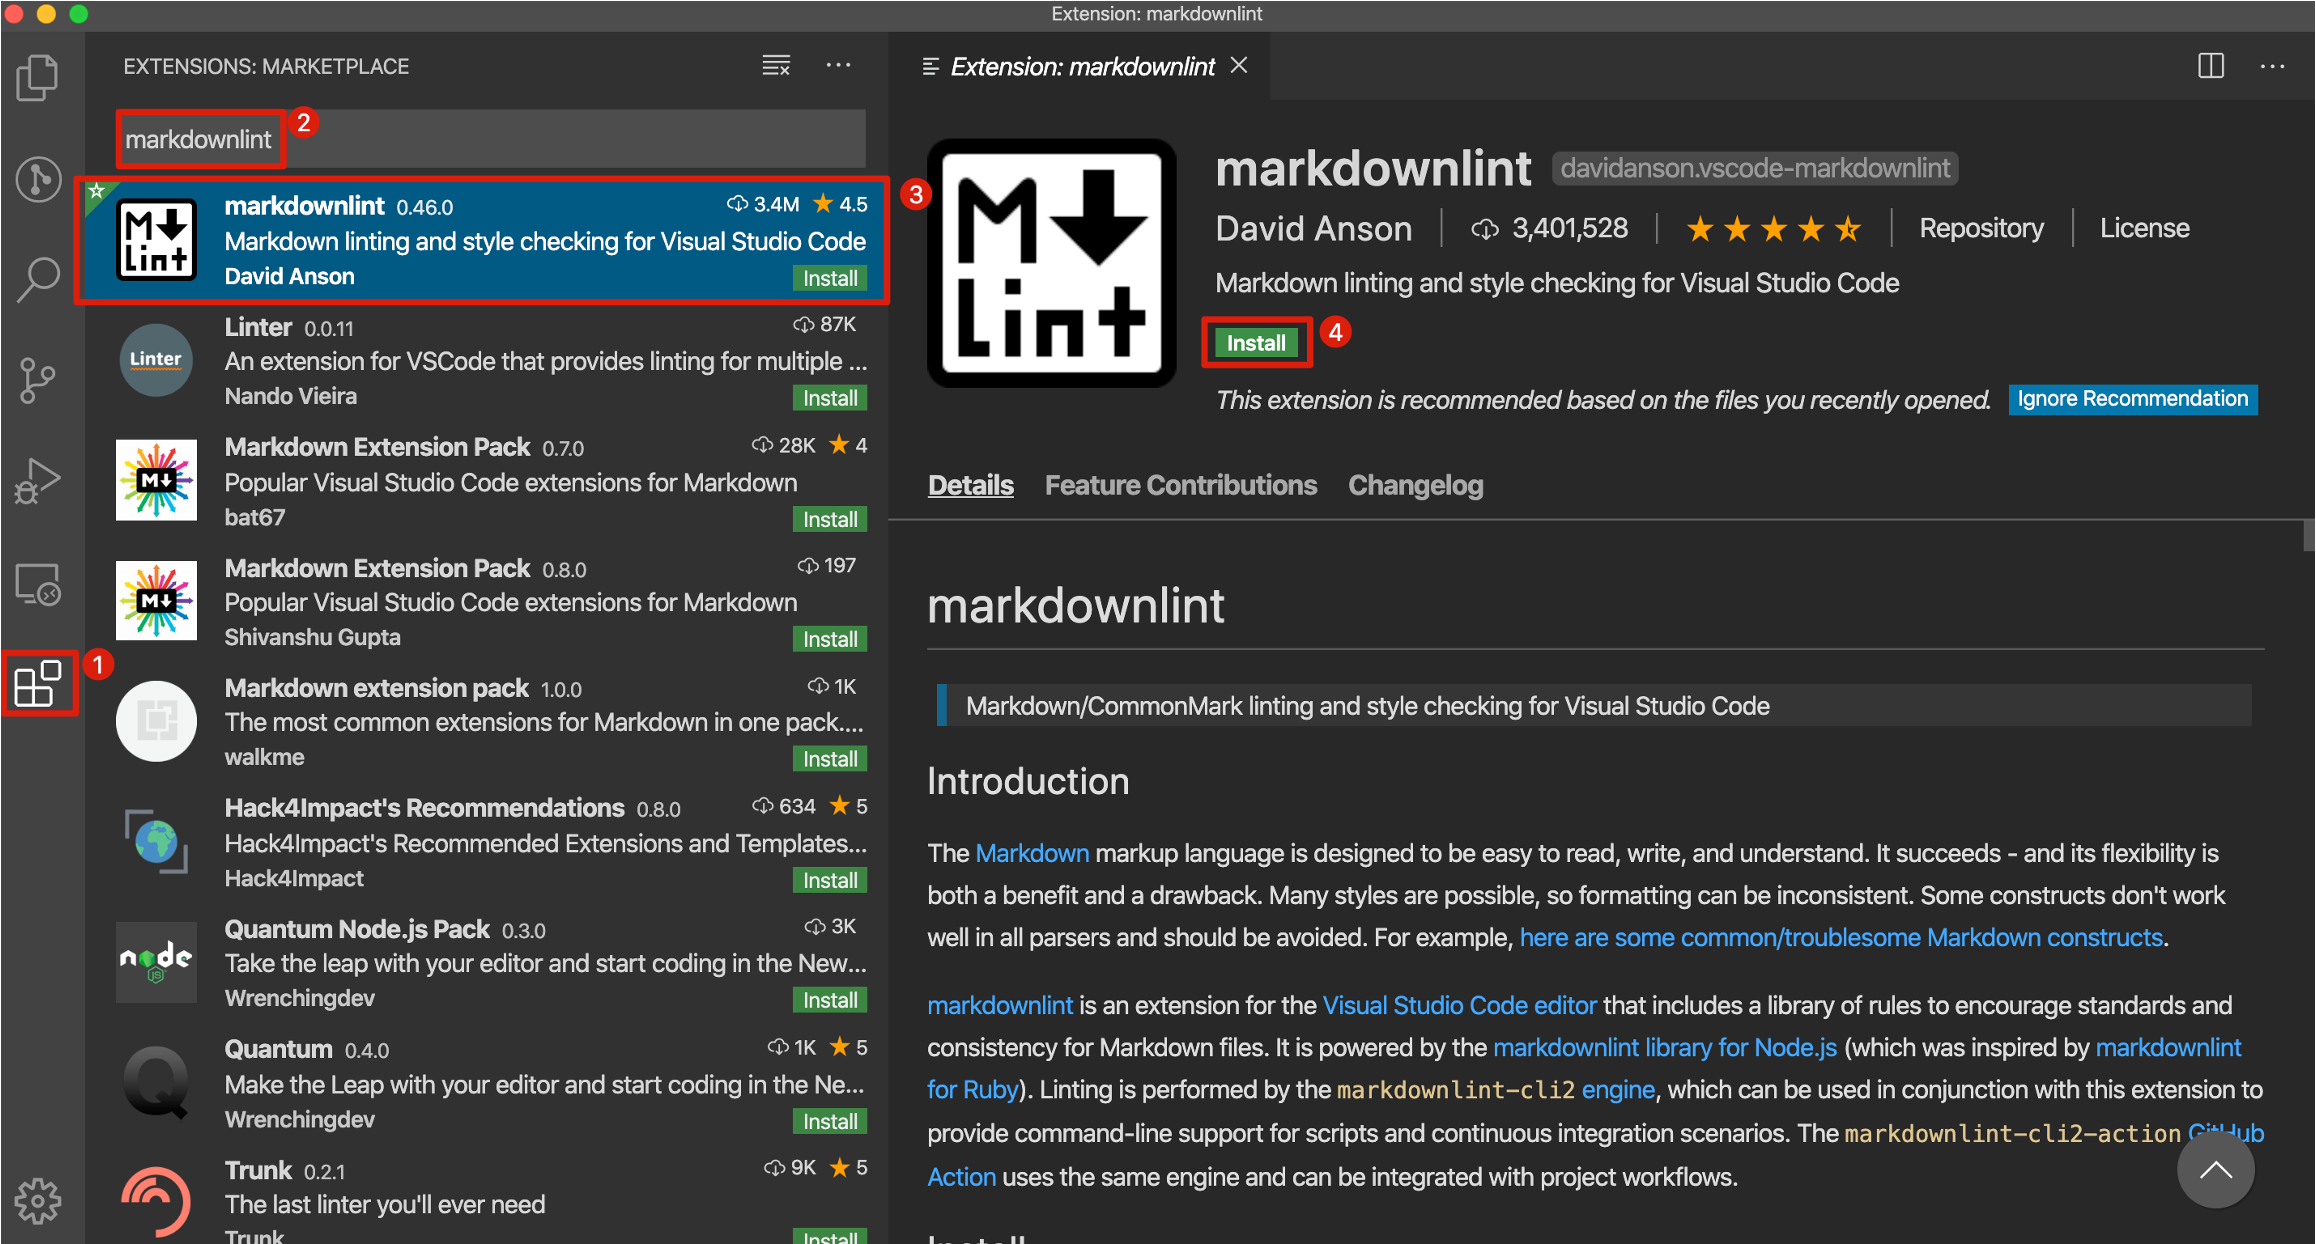 Extension: markdownlint
EXTENSIONS: MARKETPLACE
markdownlint
2
markdownlint 0.46.0 3.4M 4.5
Markdown linting and style checking for Visual Studio Code
David Anson Install
3
M
Lint
Linter 0.0.11 87K
Linter
An extension for VSCode that provides linting for multiple ...
Nando Vieira Install
Markdown Extension Pack 0.7.0 28K 4
M
Popular Visual Studio Code extensions for Markdown
bat67 Install
Markdown Extension Pack 0.8.0 197
M
Popular Visual Studio Code extensions for Markdown
Shivanshu Gupta Install
1
Markdown extension pack 1.0.0 1K
The most common extensions for Markdown in one pack....
walkme Install
Hack4Impact's Recommendations 0.8.0 634 5
Hack4Impact's Recommended Extensions and Templates...
Hack4Impact Install
Quantum Node.js Pack 0.3.0 3K
node
JS
Take the leap with your editor and start coding in the New...
Wrenchingdev Install
Quantum 0.4.0 1K 5
Q
Make the Leap with your editor and start coding in the Ne...
Wrenchingdev Install
Trunk 0.2.1 9K 5
The last linter you'll ever need
Trunk Install
Extension: markdownlint
M
Lint
markdownlint davidanson.vscode-markdownlint
David Anson 3,401,528 Repository License
Markdown linting and style checking for Visual Studio Code
Install 4
This extension is recommended based on the files you recently opened. Ignore Recommendation
Details Feature Contributions Changelog
markdownlint
Markdown/CommonMark linting and style checking for Visual Studio Code
Introduction
The Markdown markup language is designed to be easy to read, write, and understand. It succeeds - and its flexibility is
both a benefit and a drawback. Many styles are possible, so formatting can be inconsistent. Some constructs don't work
well in all parsers and should be avoided. For example, here are some common/troublesome Markdown constructs.
markdownlint is an extension for the Visual Studio Code editor that includes a library of rules to encourage standards and
consistency for Markdown files. It is powered by the markdownlint library for Node.js (which was inspired by markdownlint
for Ruby). Linting is performed by the markdownlint-cli2 engine, which can be used in conjunction with this extension to
provide command-line support for scripts and continuous integration scenarios. The markdownlint-cli2-action GitHub
Action uses the same engine and can be integrated with project workflows.
Install